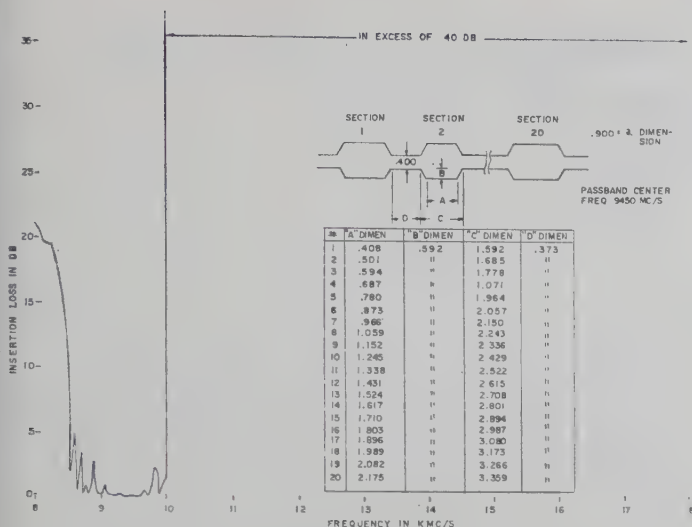 IN EXCESS OF 40 DB
35-
30-
25-
20-
15-
10-
5-
0
INSERTION LOSS IN DB
SECTION 1
SECTION 2
SECTION 20
.900 = a DIMEN-
SION
.400
B
A
D
C
PASSBAND CENTER
FREQ 9450 MC/S
# "A" DIMEN "B" DIMEN "C" DIMEN "D" DIMEN
1 .408 .592 1.592 .373
2 .501 " 1.685 "
3 .594 " 1.778 "
4 .687 " 1.071 "
5 .780 " 1.964 "
6 .873 " 2.057 "
7 .966 " 2.150 "
8 1.059 " 2.243 "
9 1.152 " 2 336 "
10 1.245 " 2 429 "
11 1.338 " 2.522 "
12 1.431 " 2 615 "
13 1.524 " 2.708 "
14 1.617 " 2.801 "
15 1.710 " 2.894 "
16 1 803 " 2.987 "
17 1.896 " 3.080 "
18 1.989 " 3.173 "
19 2.082 " 3.266 "
20 2.175 " 3.359 "
8 9 10 11 12 13 14 15 16 17
FREQUENCY IN KMC/S